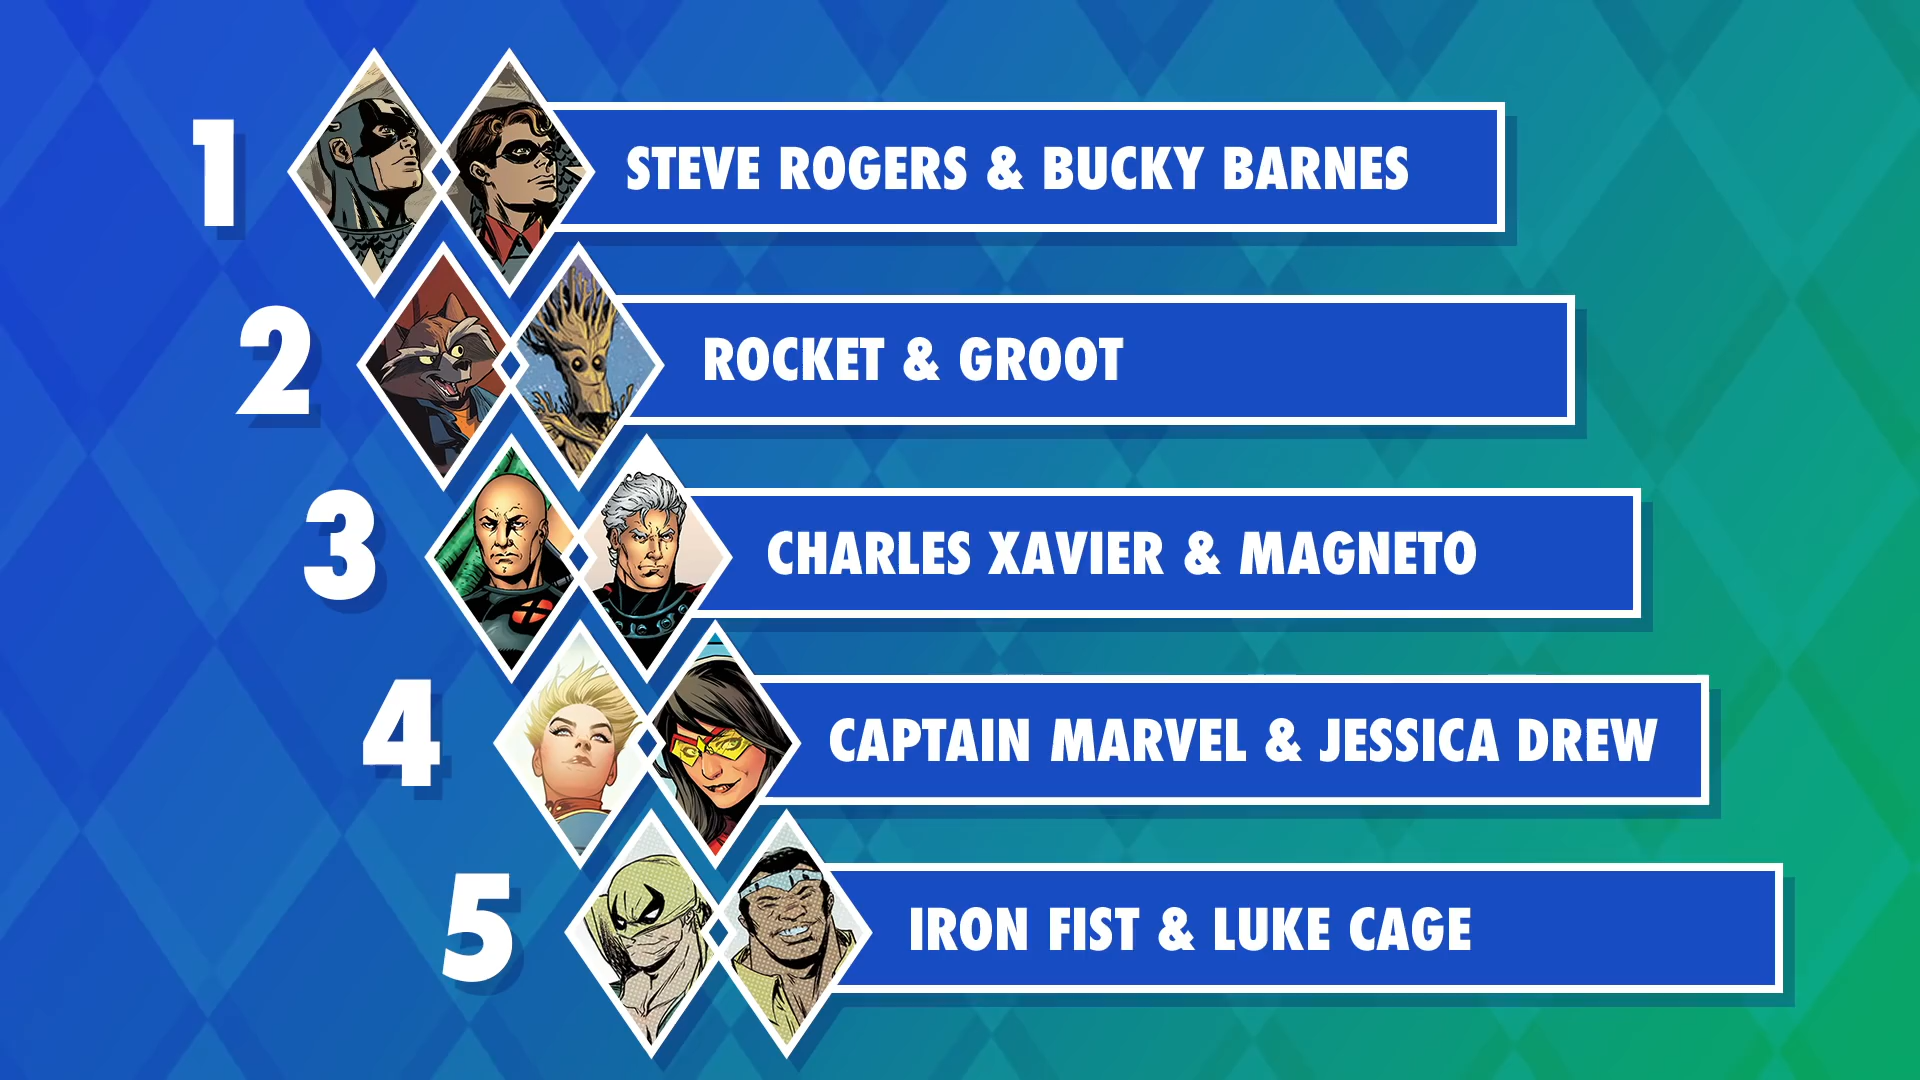 1
STEVE ROGERS & BUCKY BARNES
2
ROCKET & GROOT
3
CHARLES XAVIER & MAGNETO
4
CAPTAIN MARVEL & JESSICA DREW
5
IRON FIST & LUKE CAGE